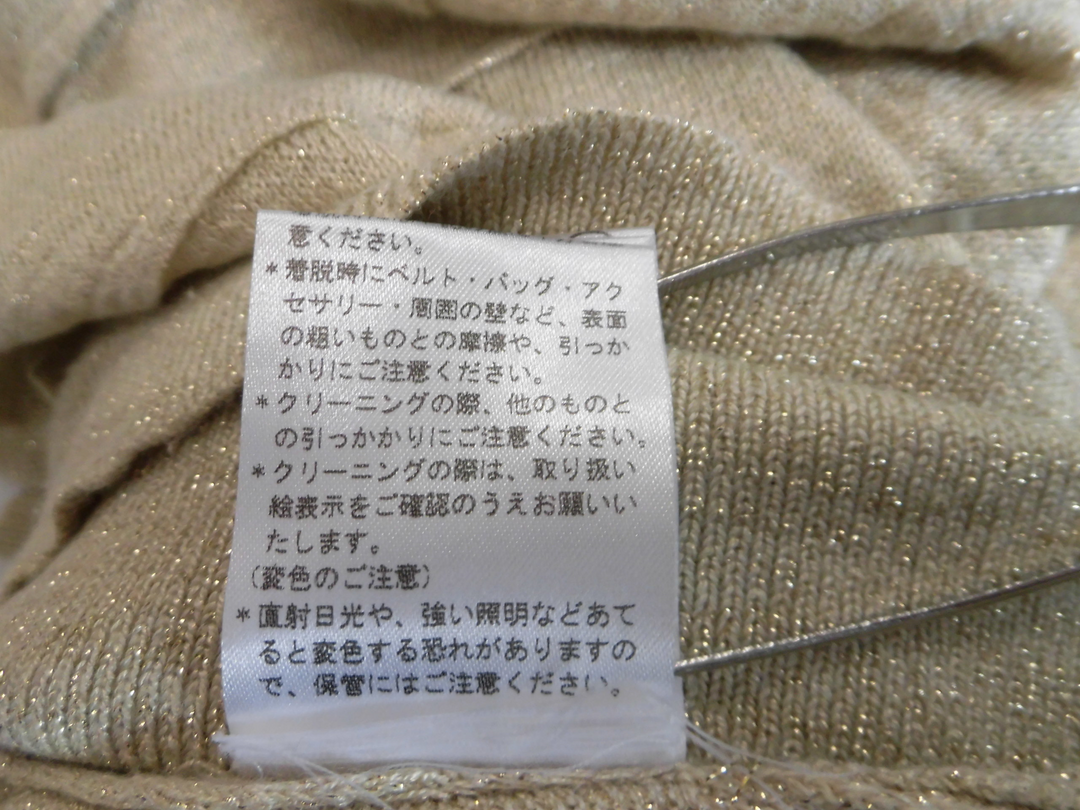 意ください。
*着脱時にベルト・バッグ・アク
セサリー・周囲の壁など、表面
の粗いものとの摩擦や、引っか
かりにご注意ください。
*クリーニングの際、他のものと
の引っかかりにご注意ください。
*クリーニングの際は、取り扱い
絵表示をご確認のうえお願いい
たします。
(変色のご注意)
*直射日光や、強い照明などあて
ると変色する恐れがありますの
で、保管にはご注意ください。